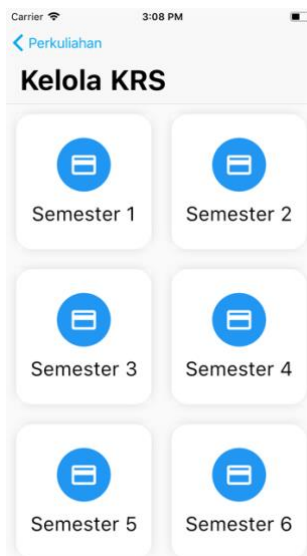 Carrier 3:08 PM
Perkuliahan
Kelola KRS
Semester 1 Semester 2
Semester 3 Semester 4
Semester 5 Semester 6